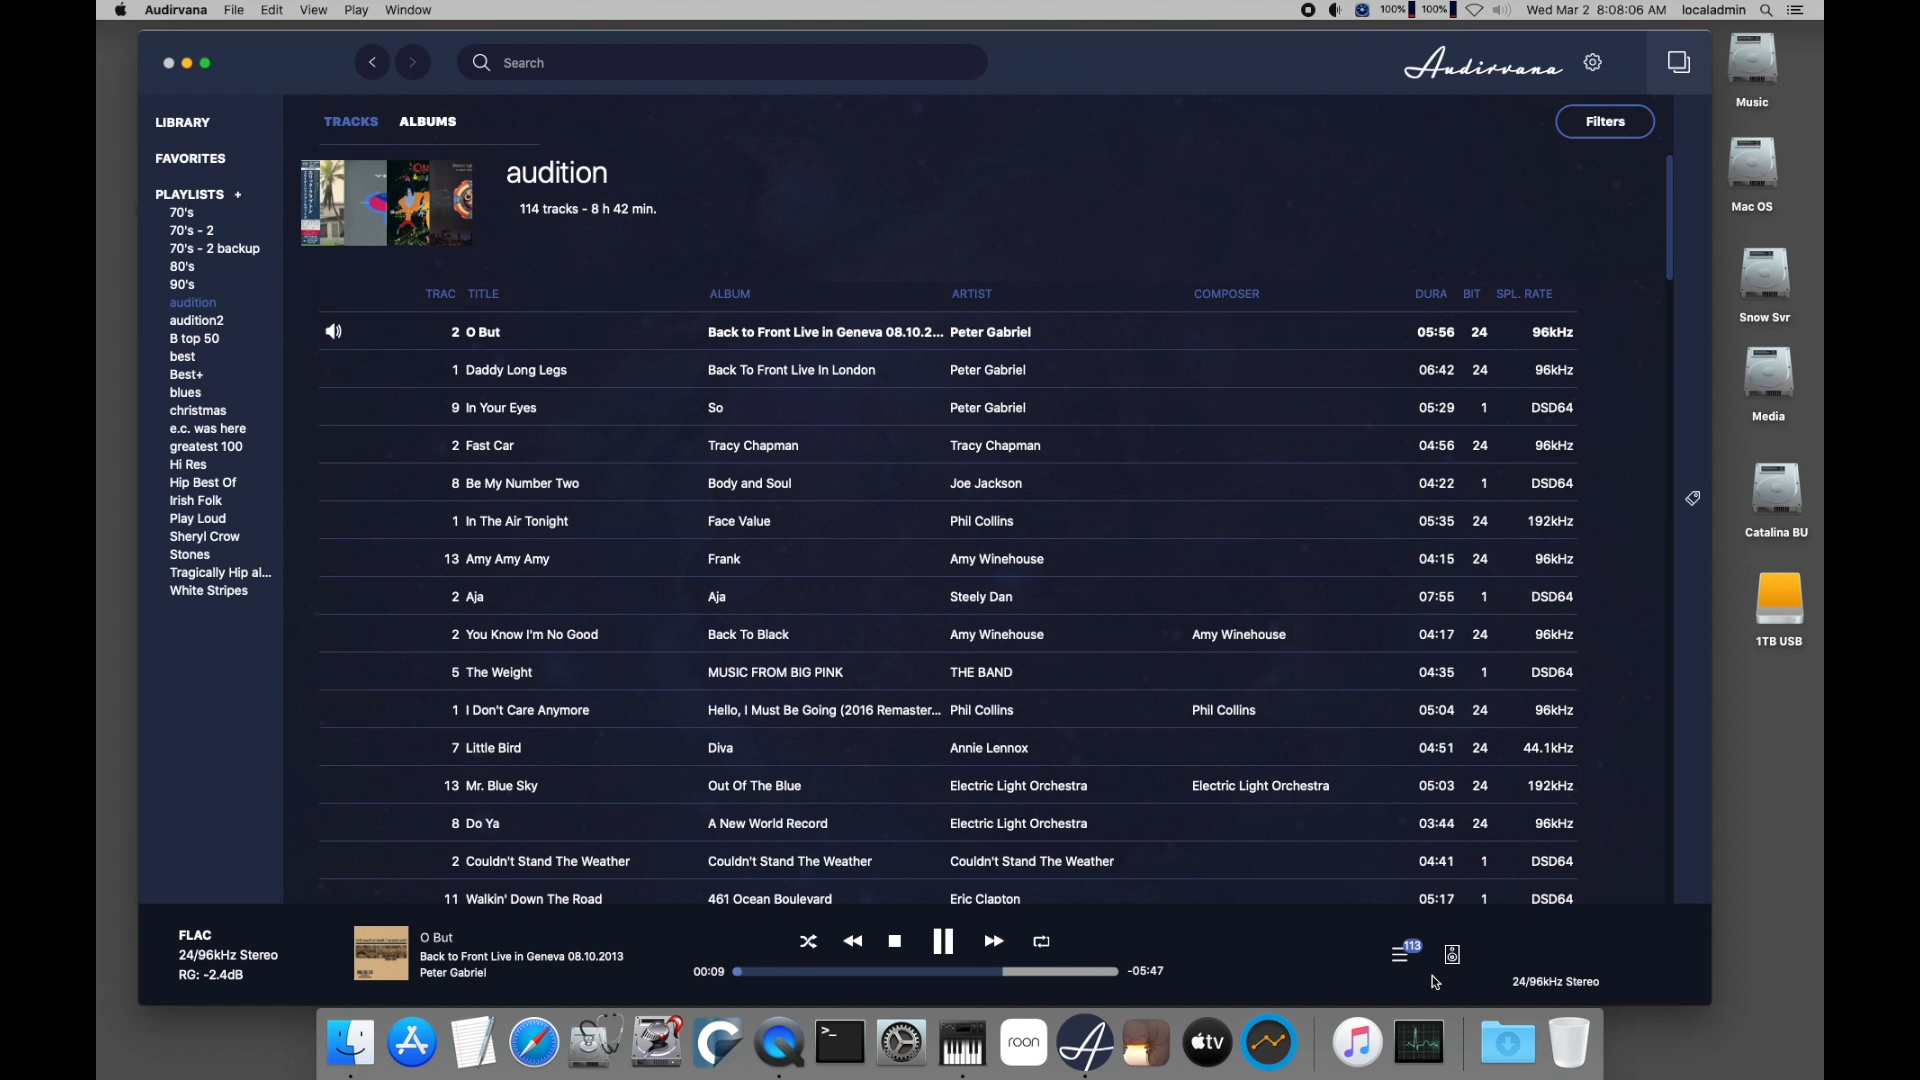 Audirvana File Edit View Play Window 100% 100% Wed Mar 2 8:08:06 AM localadmin
Search
Audirvana
Music
Mac OS
Snow Svr
Media
Catalina BU
1TB USB
LIBRARY
FAVORITES
PLAYLISTS +
70's
70's - 2
70's - 2 backup
80's
90's
audition
audition2
B top 50
best
Best+
blues
christmas
e.c. was here
greatest 100
Hi Res
Hip Best Of
Irish Folk
Play Loud
Sheryl Crow
Stones
Tragically Hip al...
White Stripes
TRACKS ALBUMS
Filters
audition
114 tracks - 8 h 42 min.
TRAC TITLE ALBUM ARTIST COMPOSER DURA BIT SPL. RATE
2 O But Back to Front Live in Geneva 08.10.2... Peter Gabriel 05:56 24 96kHz
1 Daddy Long Legs Back To Front Live In London Peter Gabriel 06:42 24 96kHz
9 In Your Eyes So Peter Gabriel 05:29 1 DSD64
2 Fast Car Tracy Chapman Tracy Chapman 04:56 24 96kHz
8 Be My Number Two Body and Soul Joe Jackson 04:22 1 DSD64
1 In The Air Tonight Face Value Phil Collins 05:35 24 192kHz
13 Amy Amy Amy Frank Amy Winehouse 04:15 24 96kHz
2 Aja Aja Steely Dan 07:55 1 DSD64
2 You Know I'm No Good Back To Black Amy Winehouse Amy Winehouse 04:17 24 96kHz
5 The Weight MUSIC FROM BIG PINK THE BAND 04:35 1 DSD64
1 I Don't Care Anymore Hello, I Must Be Going (2016 Remaster... Phil Collins Phil Collins 05:04 24 96kHz
7 Little Bird Diva Annie Lennox 04:51 24 44.1kHz
13 Mr. Blue Sky Out Of The Blue Electric Light Orchestra Electric Light Orchestra 05:03 24 192kHz
8 Do Ya A New World Record Electric Light Orchestra 03:44 24 96kHz
2 Couldn't Stand The Weather Couldn't Stand The Weather Couldn't Stand The Weather 04:41 1 DSD64
11 Walkin' Down The Road 461 Ocean Boulevard Eric Clapton 05:17 1 DSD64
FLAC
24/96kHz Stereo
RG: -2.4dB
O But
Back to Front Live in Geneva 08.10.2013
Peter Gabriel
00:09 -05:47
113
24/96kHz Stereo
roon
tv